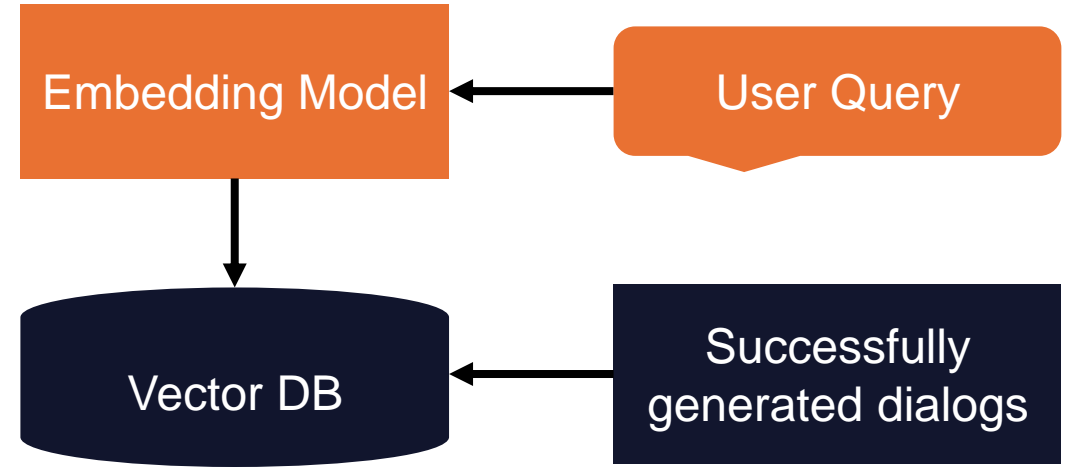 Embedding Model
User Query
Vector DB
Successfully
generated dialogs